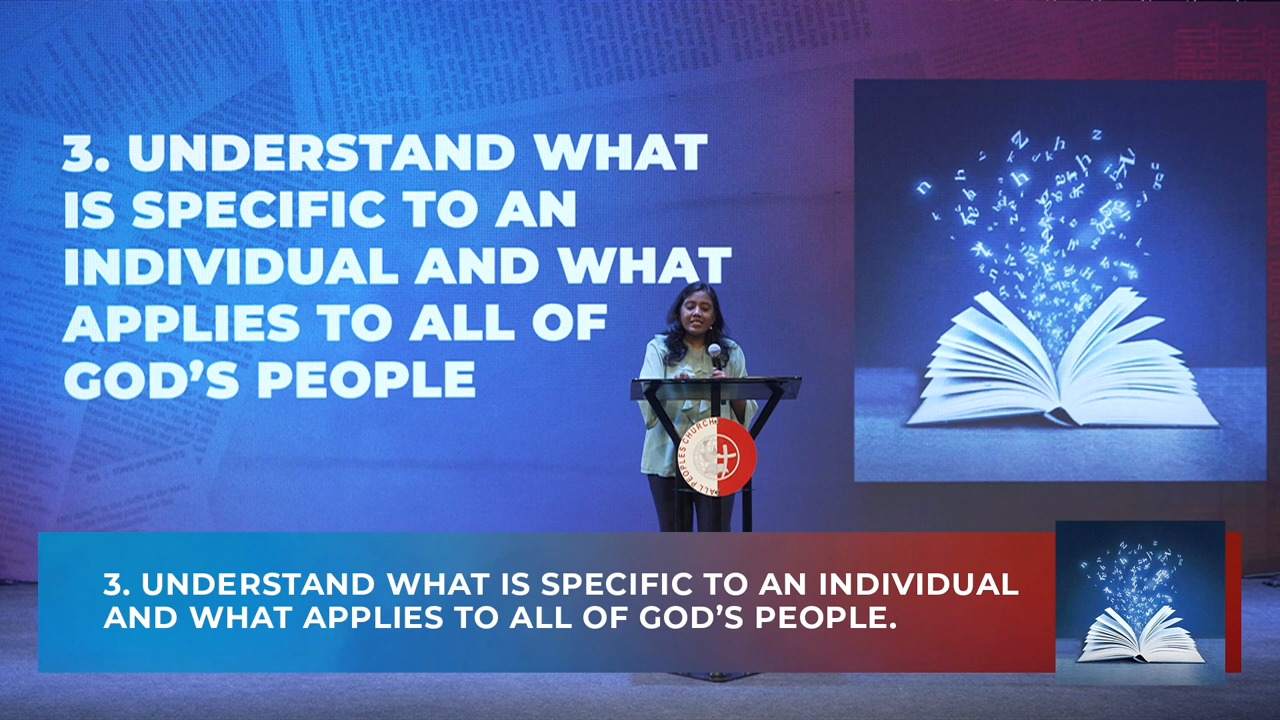 3. UNDERSTAND WHAT
IS SPECIFIC TO AN
INDIVIDUAL AND WHAT
APPLIES TO ALL OF
GOD'S PEOPLE
ALL PEOPLES CHURCH
3. UNDERSTAND WHAT IS SPECIFIC TO AN INDIVIDUAL
AND WHAT APPLIES TO ALL OF GOD'S PEOPLE.